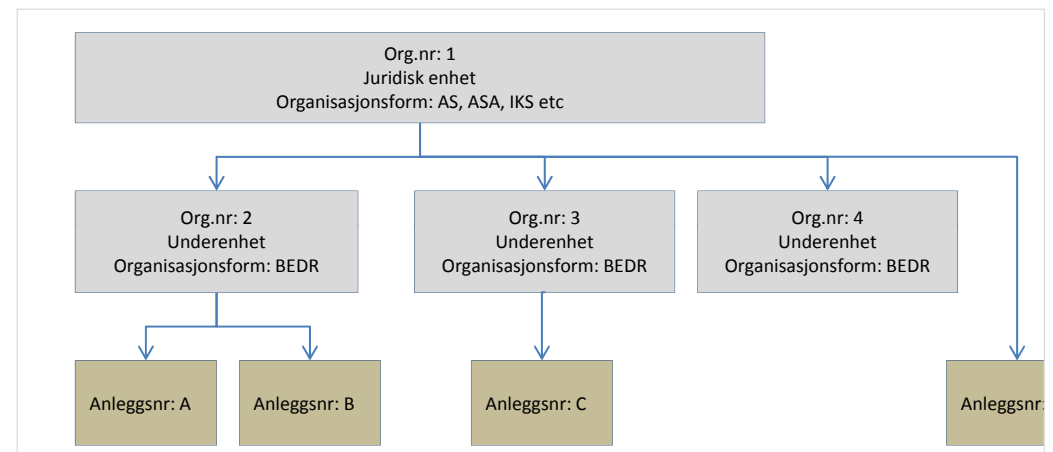 Org.nr: 1
Juridisk enhet
Organisasjonsform: AS, ASA, IKS etc
Org.nr: 2
Underenhet
Organisasjonsform: BEDR
Org.nr: 3
Underenhet
Organisasjonsform: BEDR
Org.nr: 4
Underenhet
Organisasjonsform: BEDR
Anleggsnr: A
Anleggsnr: B
Anleggsnr: C
Anleggsnr: